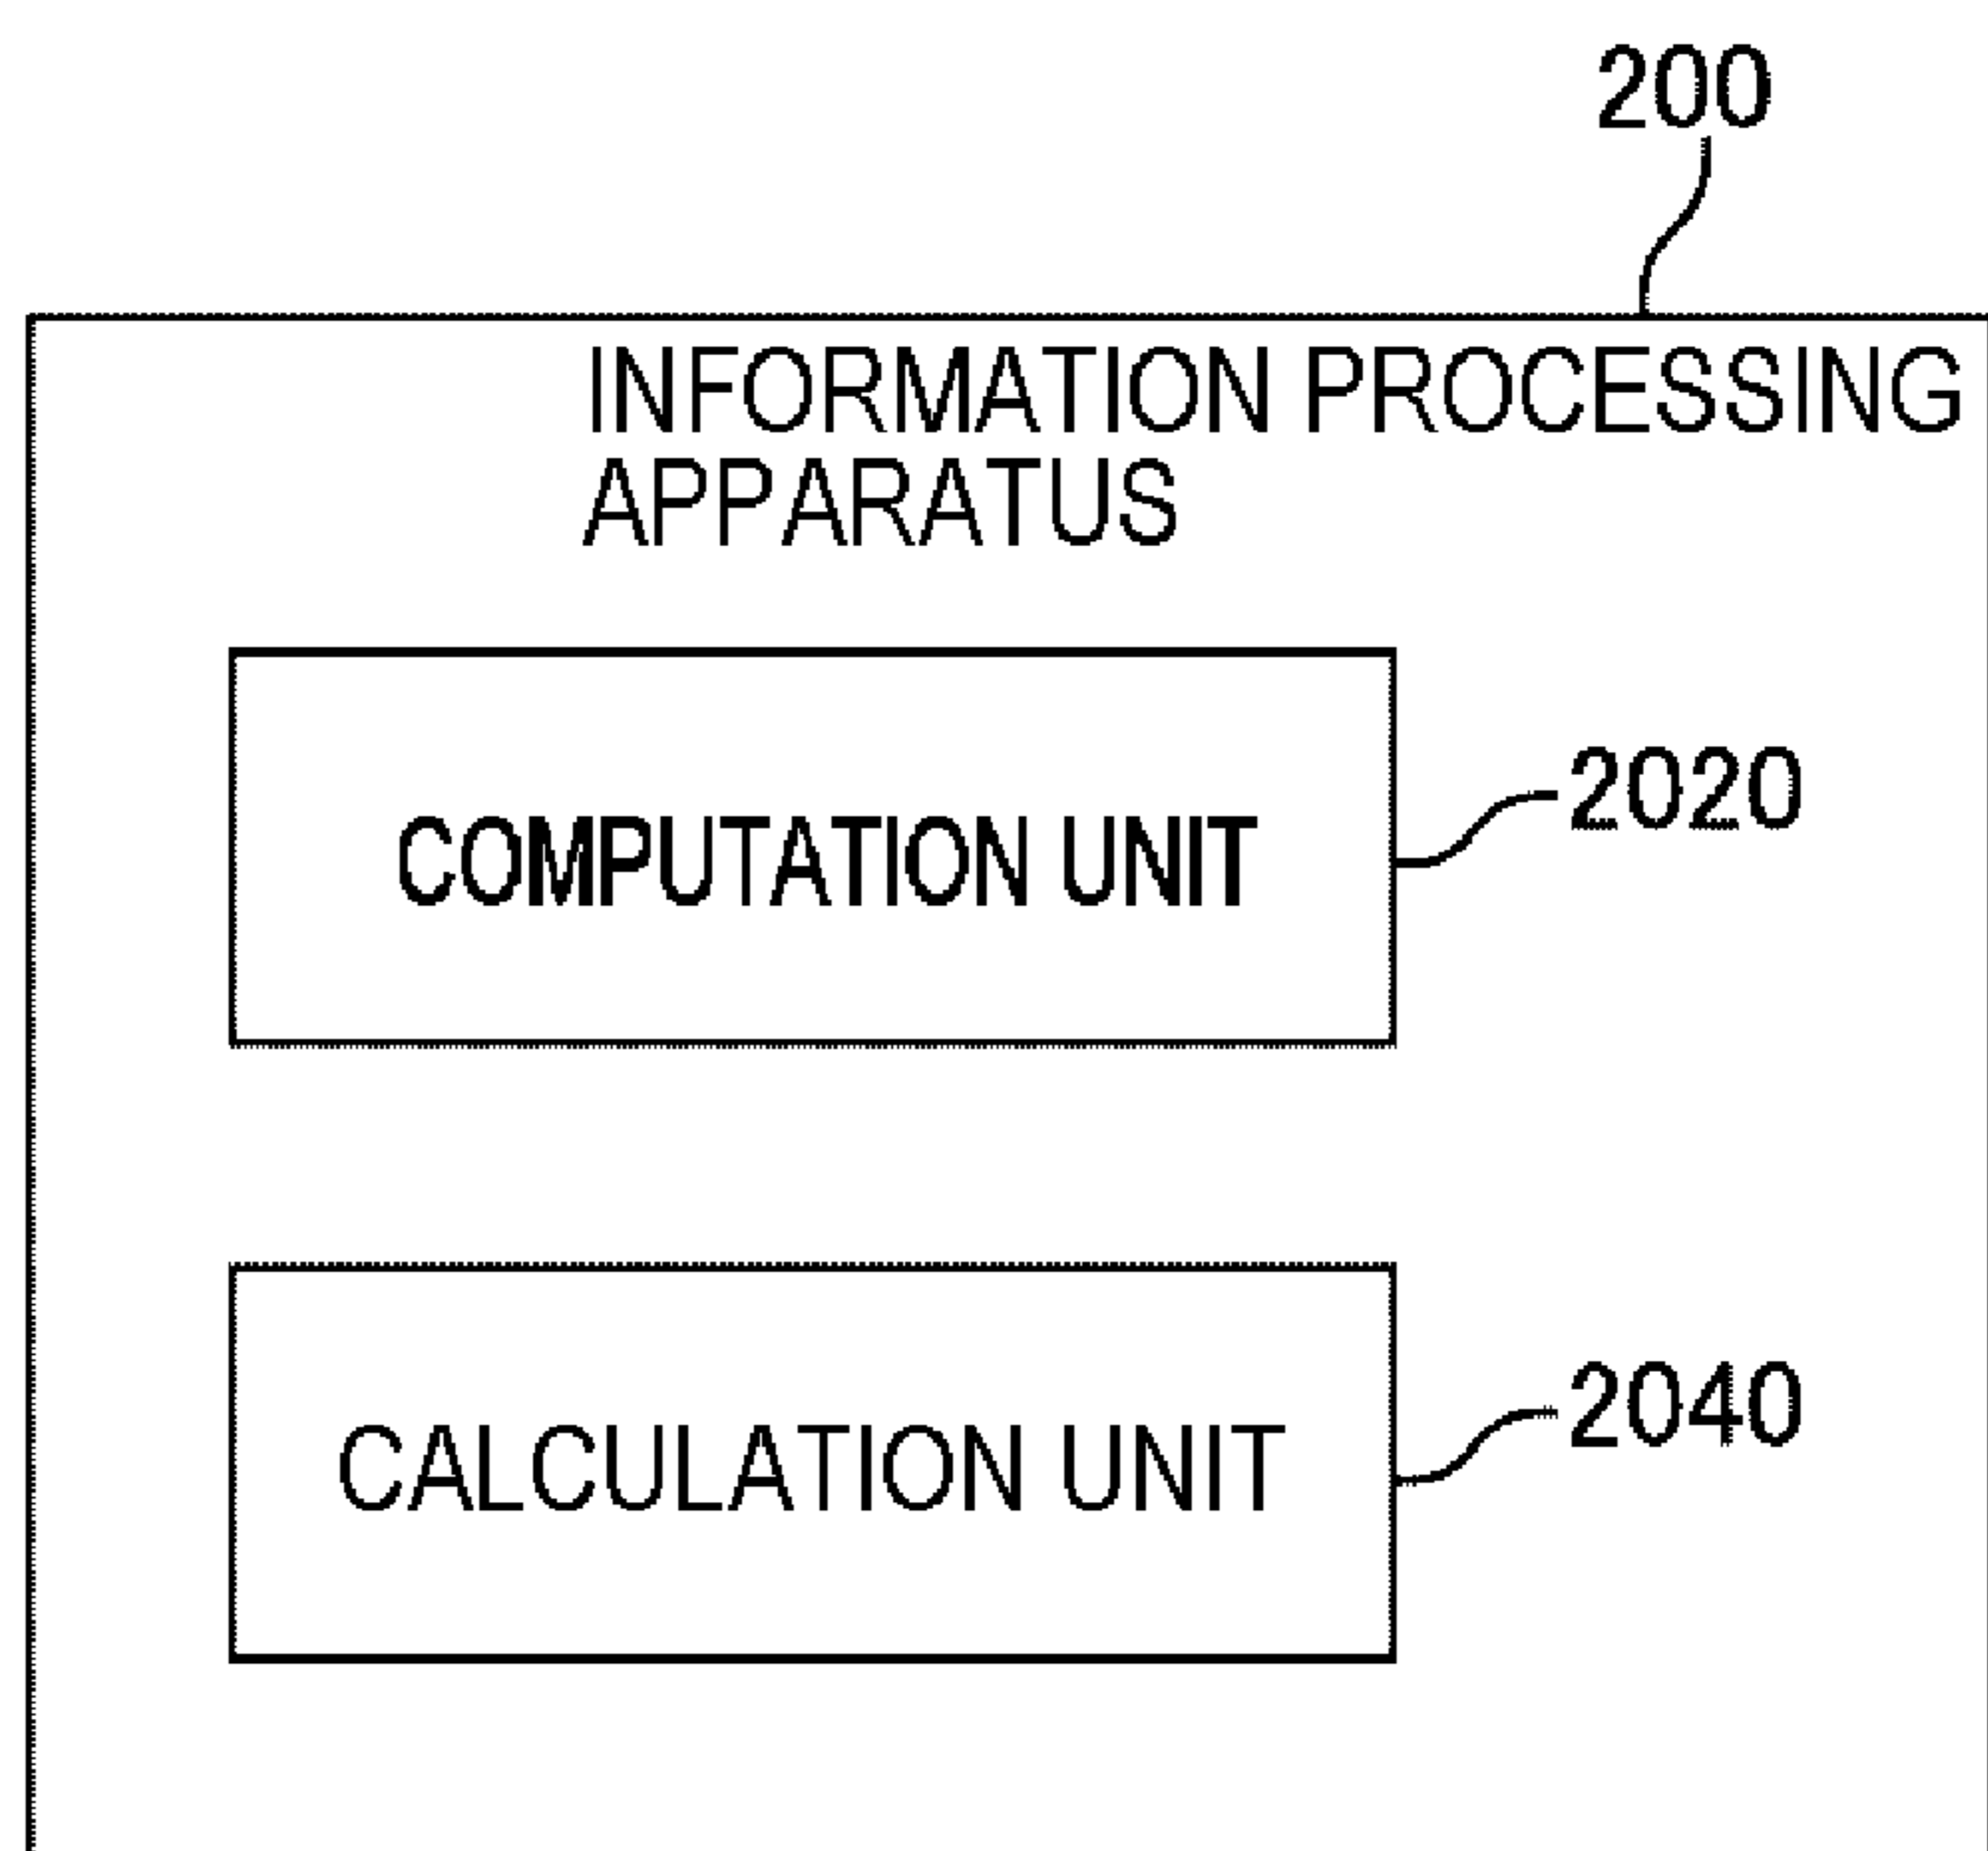 200
INFORMATION PROCESSING
APPARATUS
COMPUTATION UNIT
2020
CALCULATION UNIT
2040